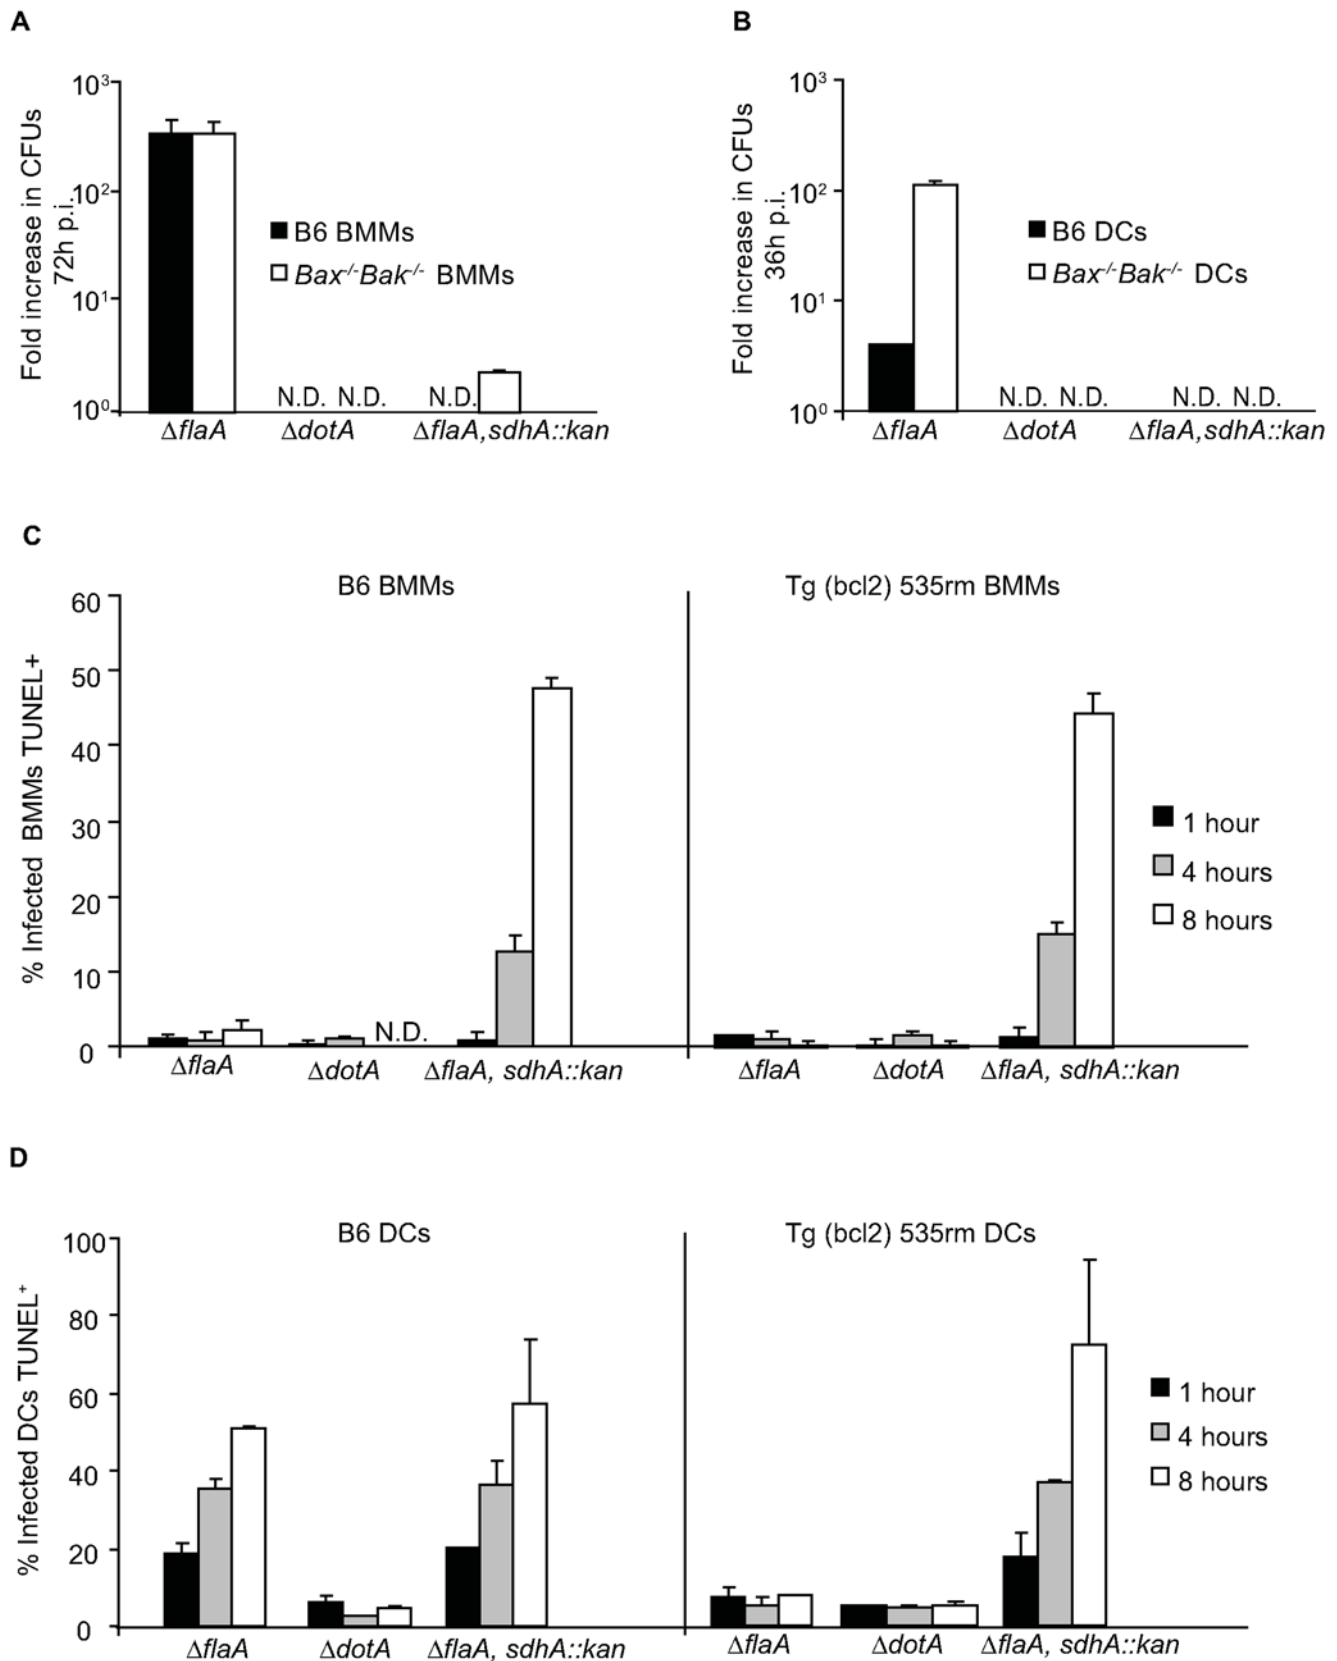 A
Fold increase in CFUs
72h p.i.
10³
10²
10¹
10⁰
B6 BMMs
Bax⁻/⁻Bak⁻/⁻ BMMs
N.D. N.D. N.D.
ΔflaA ΔdotA ΔflaA,sdhA::kan
B
Fold increase in CFUs
36h p.i.
10³
10²
10¹
10⁰
B6 DCs
Bax⁻/⁻Bak⁻/⁻ DCs
N.D. N.D. N.D. N.D.
ΔflaA ΔdotA ΔflaA,sdhA::kan
C
B6 BMMs Tg (bcl2) 535rm BMMs
% Infected BMMs TUNEL+
60
50
40
30
20
10
0
N.D.
1 hour
4 hours
8 hours
ΔflaA ΔdotA ΔflaA, sdhA::kan ΔflaA ΔdotA ΔflaA, sdhA::kan
D
B6 DCs Tg (bcl2) 535rm DCs
% Infected DCs TUNEL⁺
100
80
60
40
20
0
1 hour
4 hours
8 hours
ΔflaA ΔdotA ΔflaA, sdhA::kan ΔflaA ΔdotA ΔflaA, sdhA::kan